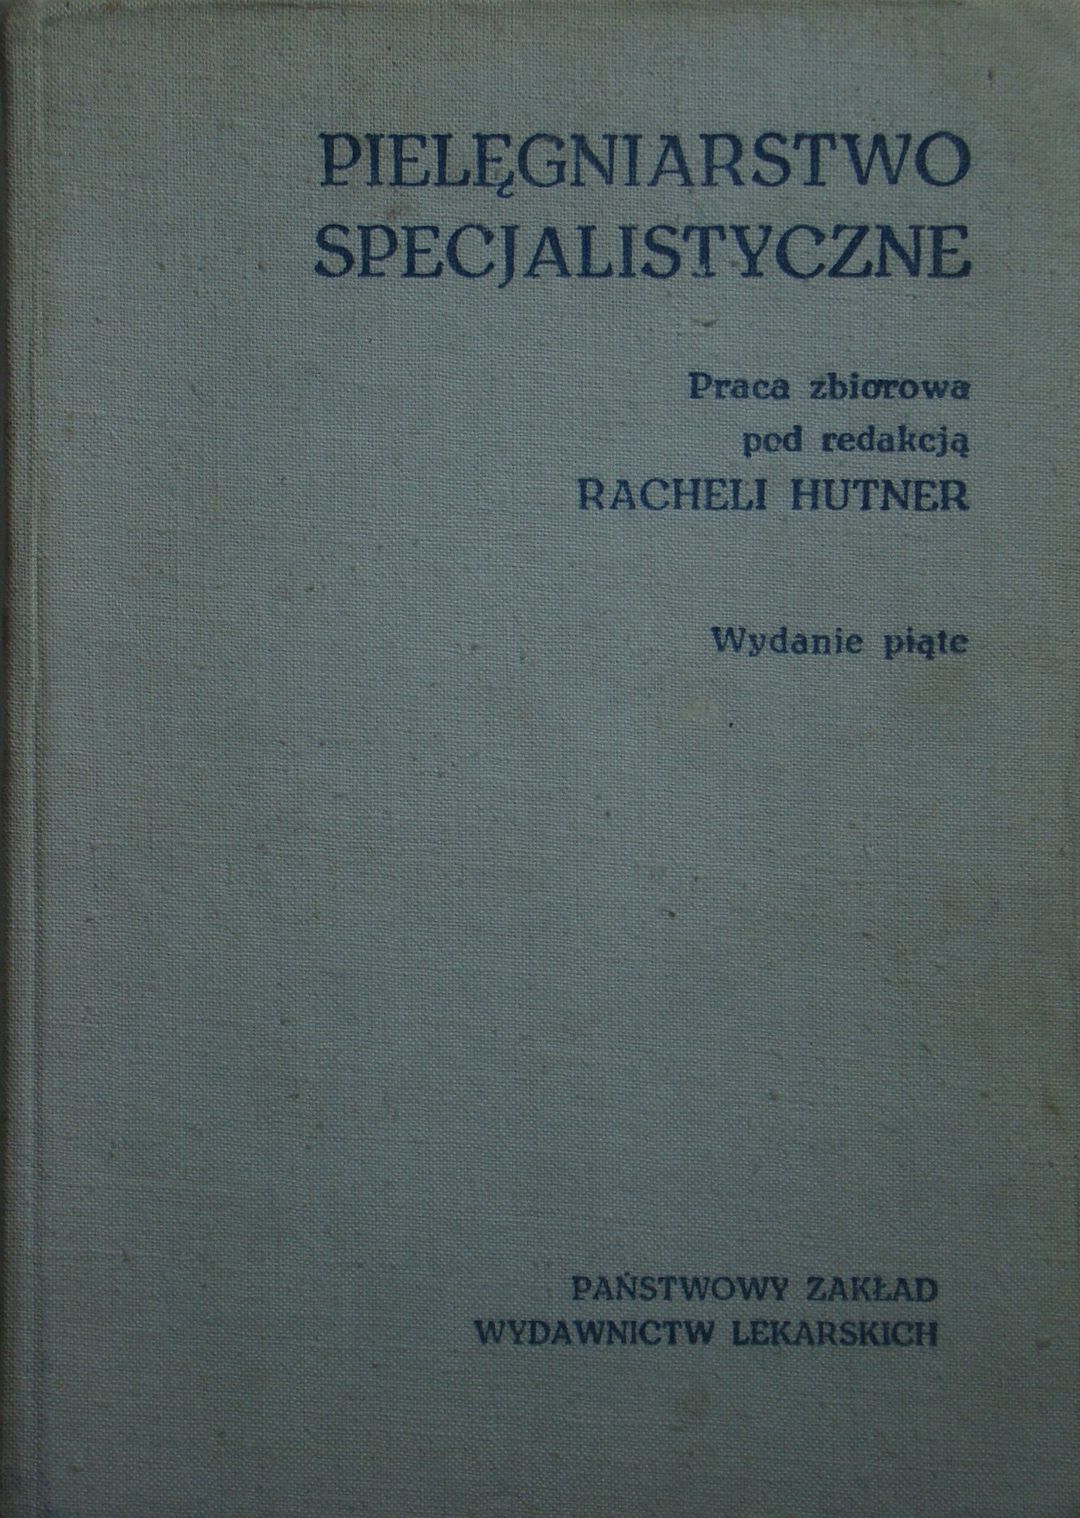 PIELĘGNIARSTWO
SPECJALISTYCZNE
Praca zbiorowa
pod redakcją
RACHELI HUTNER
Wydanie piąte
PAŃSTWOWY ZAKŁAD
WYDAWNICTW LEKARSKICH